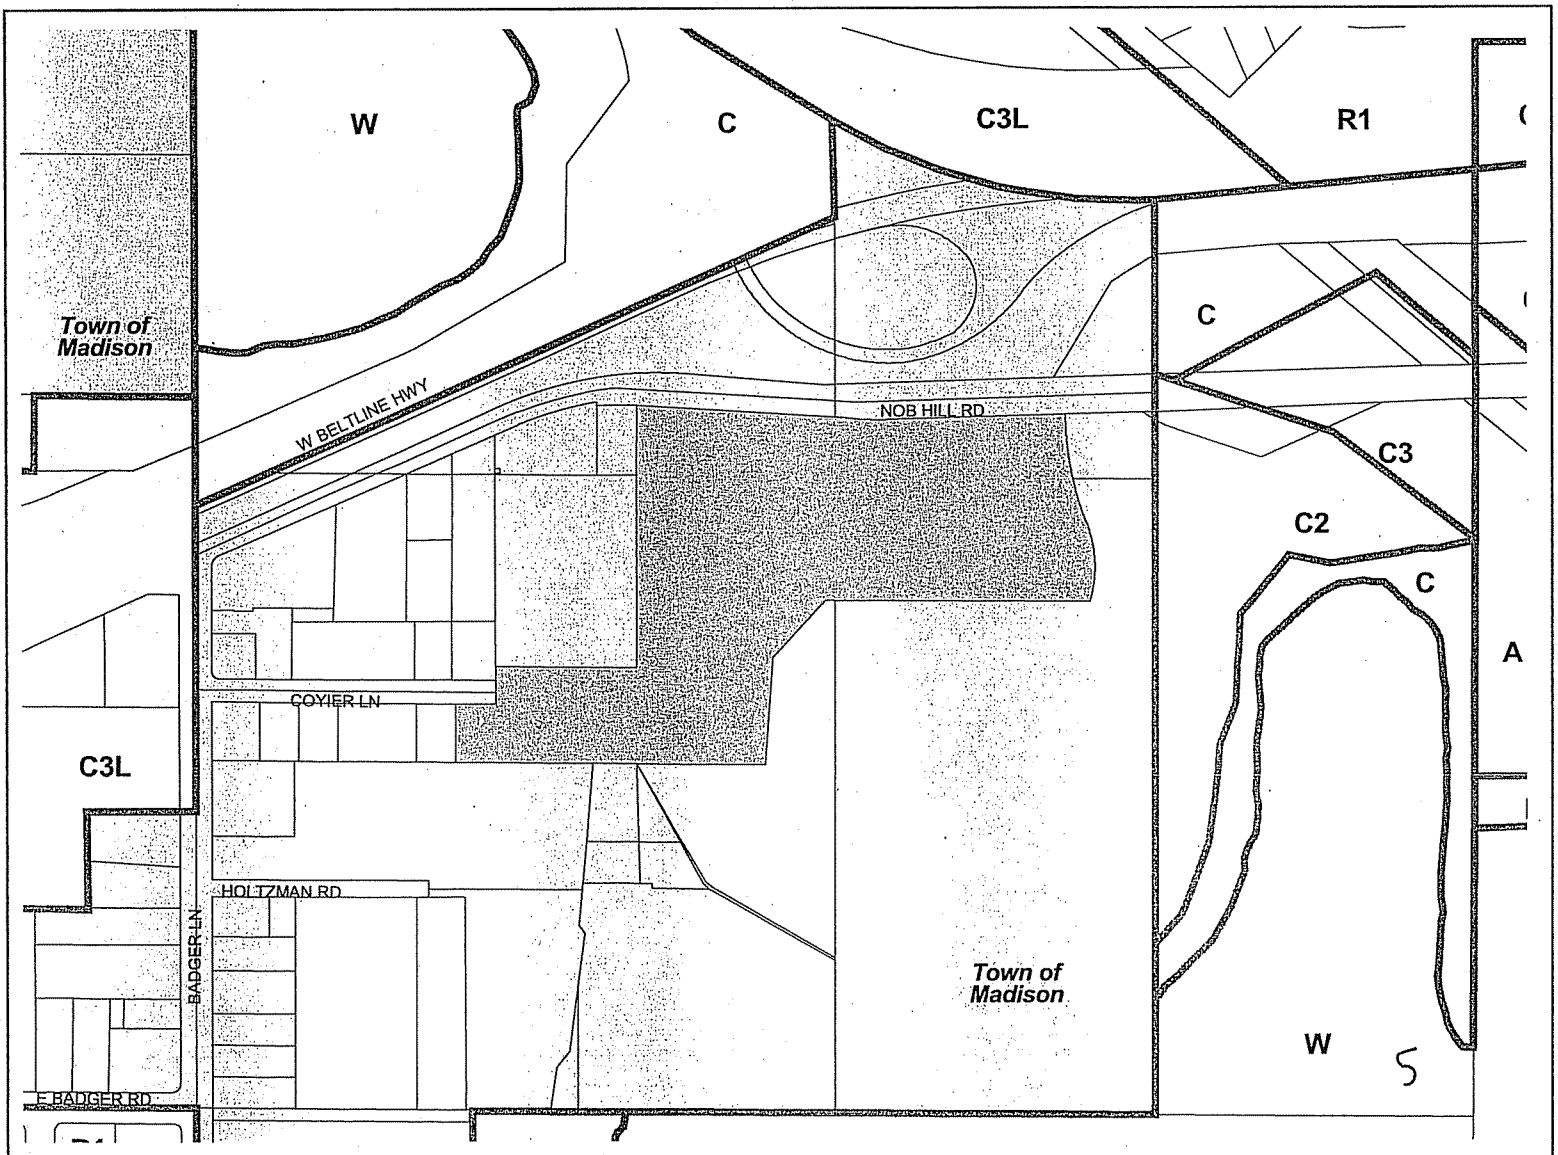 W
C
C3L
R1
Town of
Madison
C
W BELTLINE HWY
NOB HILL RD
C3
C2
C
A
COYIER LN
C3L
HOLTZMAN RD
BADGER LN
Town of
Madison
W
5
E BADGER RD